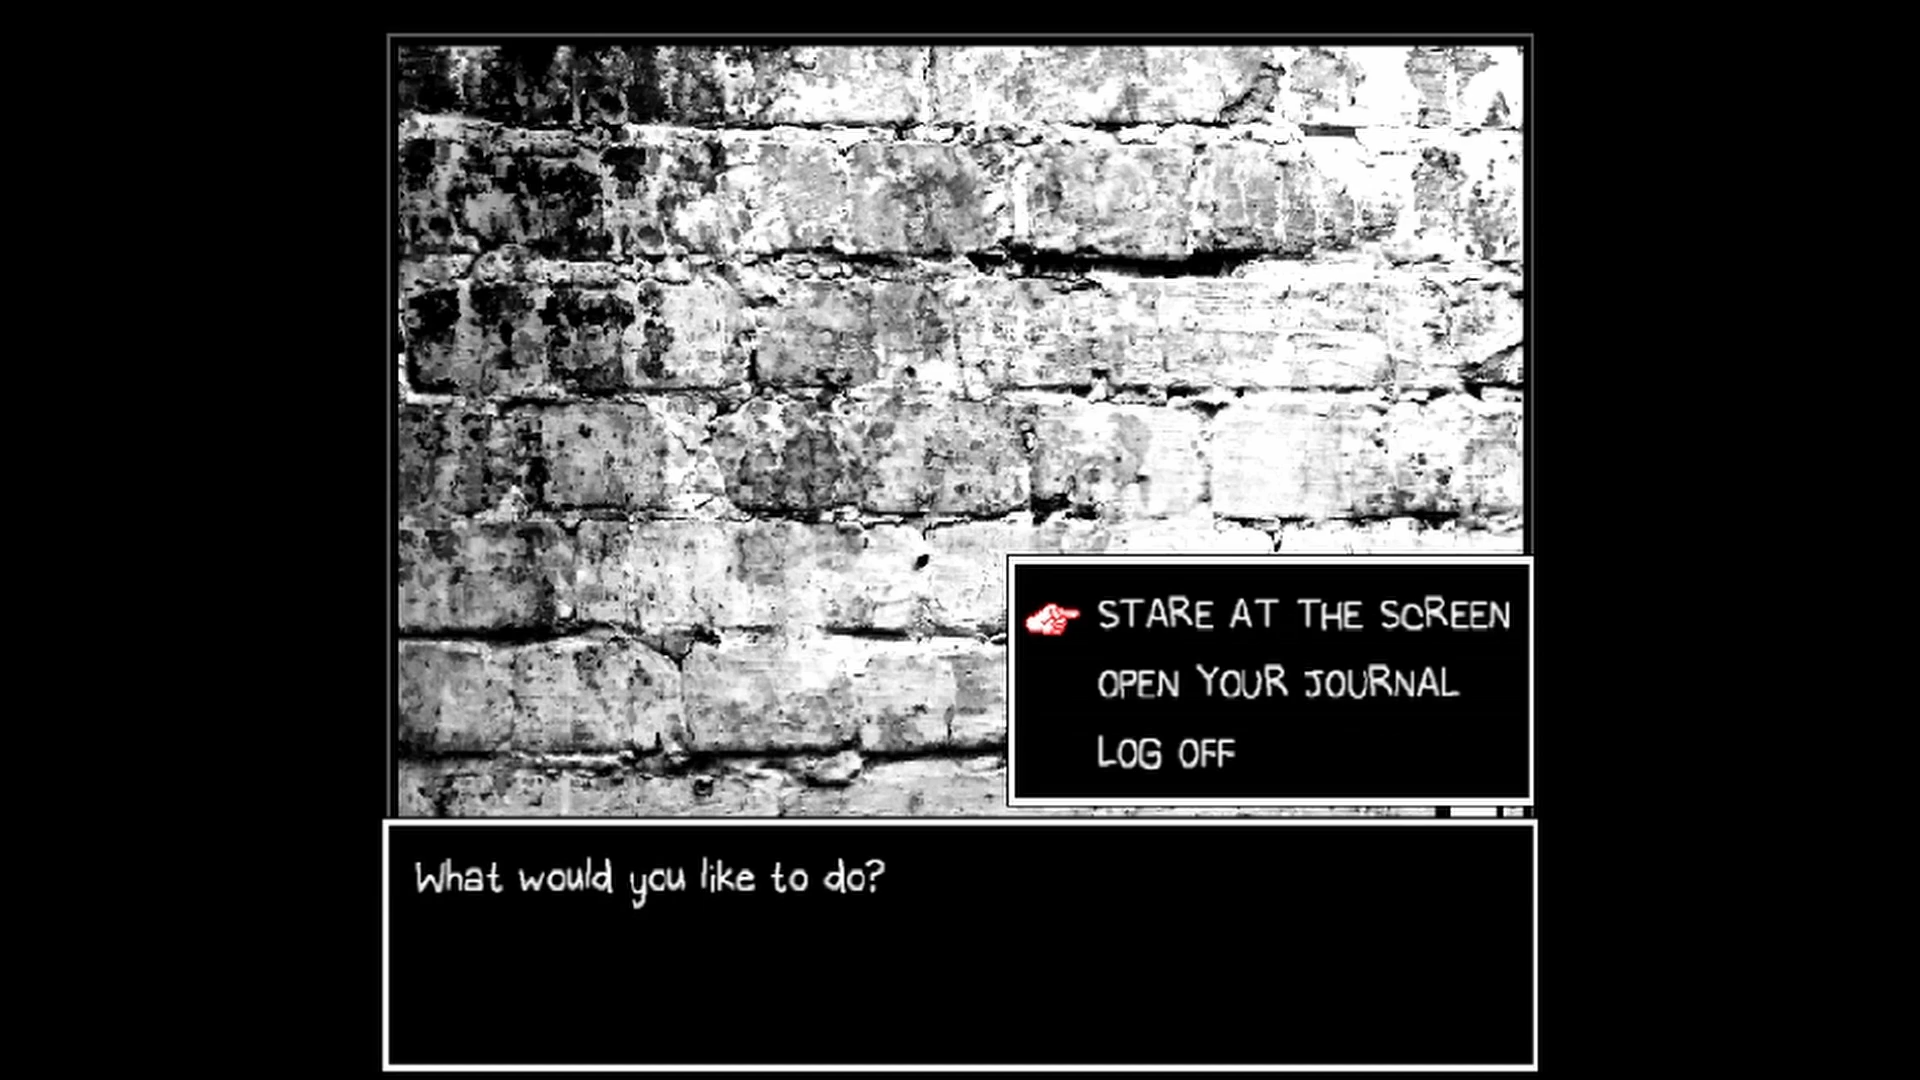 STARE AT THE SCREEN
OPEN YOUR JOURNAL
LOG OFF
What would you like to do?